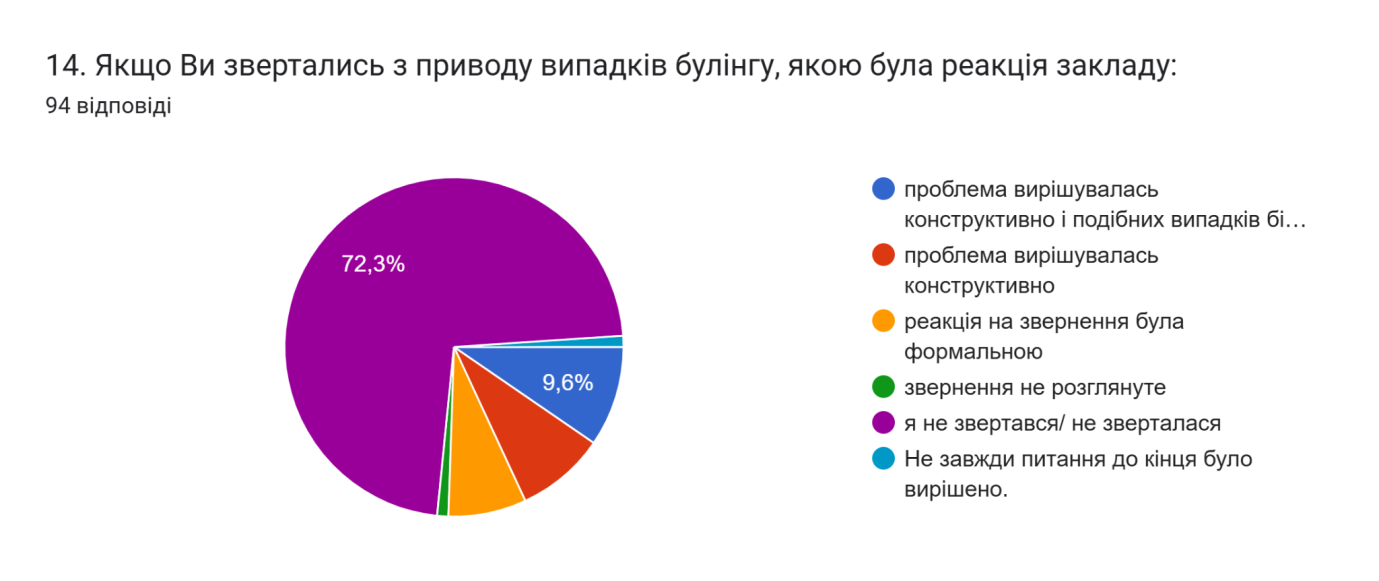 14. Якщо Ви звертались з приводу випадків булінгу, якою була реакція закладу:
94 відповіді
72,3%
9,6%
проблема вирішувалась
конструктивно і подібних випадків бі…
проблема вирішувалась
конструктивно
реакція на звернення була
формальною
звернення не розглянуте
я не звертався/ не зверталася
Не завжди питання до кінця було
вирішено.